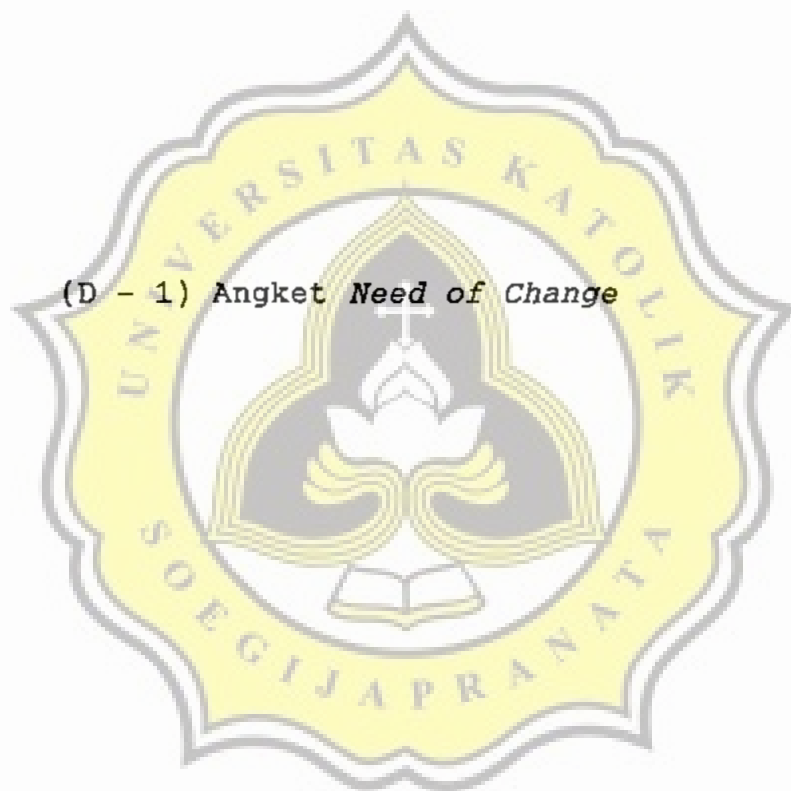 UNIVERSITAS KATOLIK
(D - 1) Angket Need of Change
SOEGIJAPRANATA